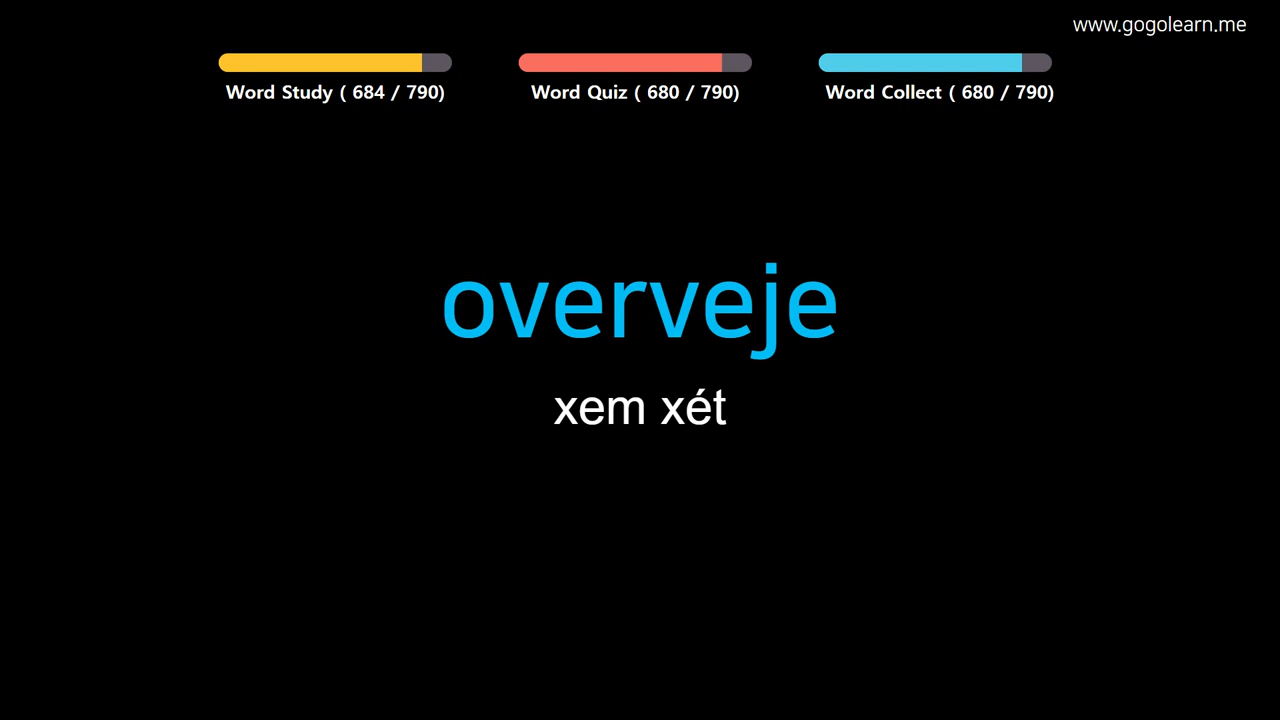 www.gogolearn.me
Word Study ( 684 / 790)
Word Quiz ( 680 / 790)
Word Collect ( 680 / 790)
overveje
xem xét